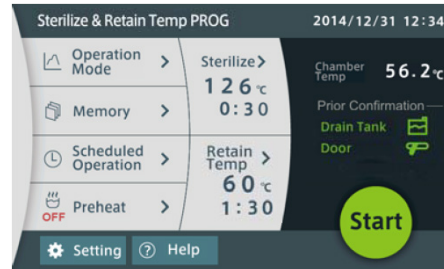 Sterilize & Retain Temp PROG
2014/12/31 12:34
Operation
Mode >
Memory >
Scheduled
Operation >
OFF Preheat >
Sterilize >
126 ℃
0:30
Retain
Temp >
60 ℃
1:30
Chamber
Temp 56.2℃
Prior Confirmation
Drain Tank
Door
Start
Setting
? Help